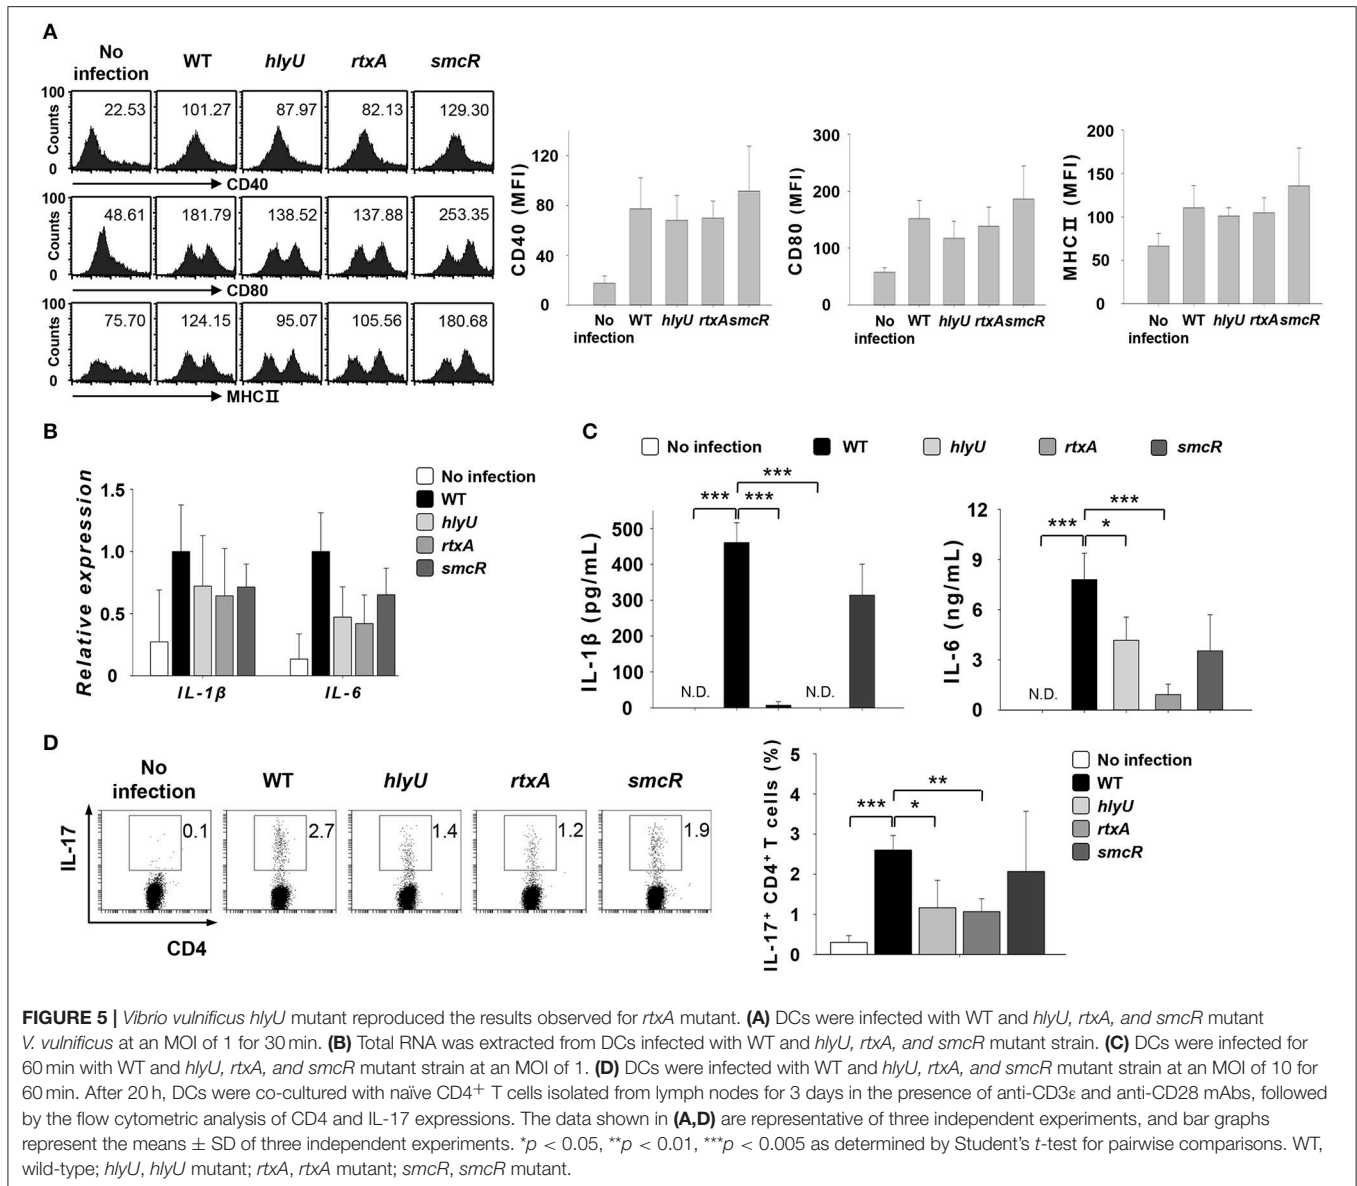 A
No infection
WT
hlyU
rtxA
smcR
100
Counts
0
22.53
101.27
87.97
82.13
129.30
CD40
100
Counts
0
48.61
181.79
138.52
137.88
253.35
CD80
100
Counts
0
75.70
124.15
95.07
105.56
180.68
MHCⅡ
CD40 (MFI)
120
80
40
0
No infection
WT
hlyU
rtxA
smcR
CD80 (MFI)
300
200
100
0
No infection
WT
hlyU
rtxA
smcR
MHCⅡ (MFI)
200
150
100
50
0
No infection
WT
hlyU
rtxA
smcR
B
Relative expression
1.5
1.0
0.5
0
IL-1β
IL-6
No infection
WT
hlyU
rtxA
smcR
C
No infection
WT
hlyU
rtxA
smcR
IL-1β (pg/mL)
500
400
300
200
100
0
***
*** ***
N.D.
N.D.
IL-6 (ng/mL)
12
9
6
3
0
***
*** *
N.D.
D
No infection
WT
hlyU
rtxA
smcR
IL-17
0.1
2.7
1.4
1.2
1.9
CD4
IL-17+ CD4+ T cells (%)
5
4
3
2
1
0
**
*** *
No infection
WT
hlyU
rtxA
smcR
FIGURE 5 | Vibrio vulnificus hlyU mutant reproduced the results observed for rtxA mutant. (A) DCs were infected with WT and hlyU, rtxA, and smcR mutant
V. vulnificus at an MOI of 1 for 30 min. (B) Total RNA was extracted from DCs infected with WT and hlyU, rtxA, and smcR mutant strain. (C) DCs were infected for
60 min with WT and hlyU, rtxA, and smcR mutant strain at an MOI of 1. (D) DCs were infected with WT and hlyU, rtxA, and smcR mutant strain at an MOI of 10 for
60 min. After 20 h, DCs were co-cultured with naïve CD4+ T cells isolated from lymph nodes for 3 days in the presence of anti-CD3ε and anti-CD28 mAbs, followed
by the flow cytometric analysis of CD4 and IL-17 expressions. The data shown in (A,D) are representative of three independent experiments, and bar graphs
represent the means ± SD of three independent experiments. *p < 0.05, **p < 0.01, ***p < 0.005 as determined by Student's t-test for pairwise comparisons. WT,
wild-type; hlyU, hlyU mutant; rtxA, rtxA mutant; smcR, smcR mutant.